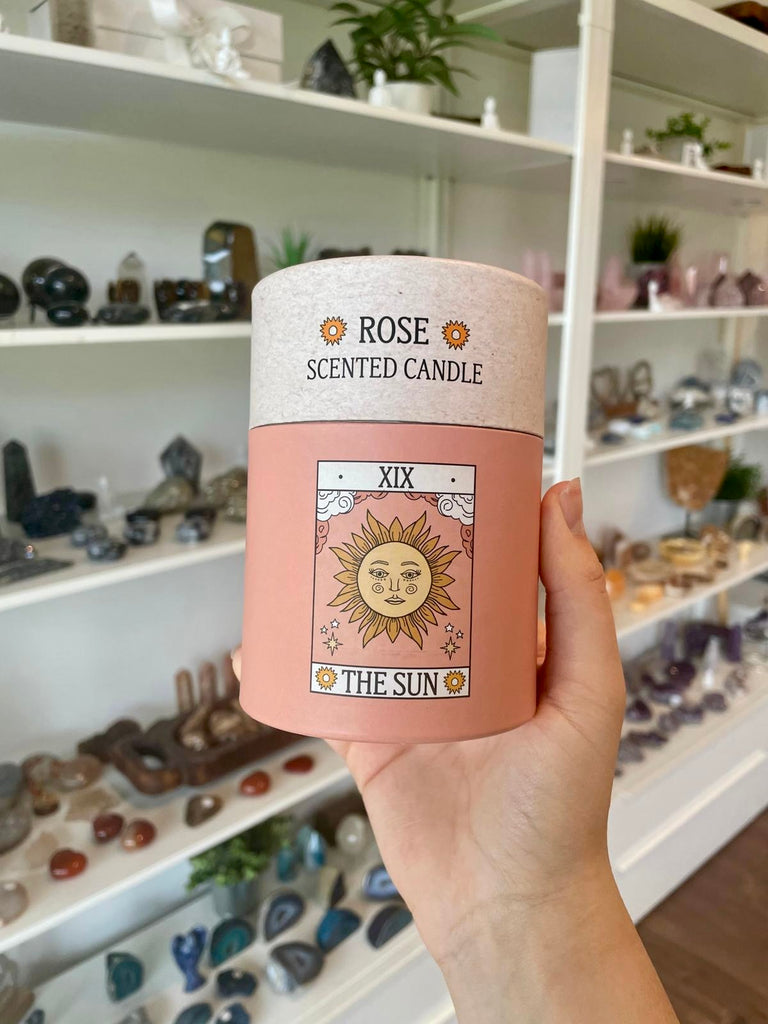 ROSE
SCENTED CANDLE
XIX
THE SUN